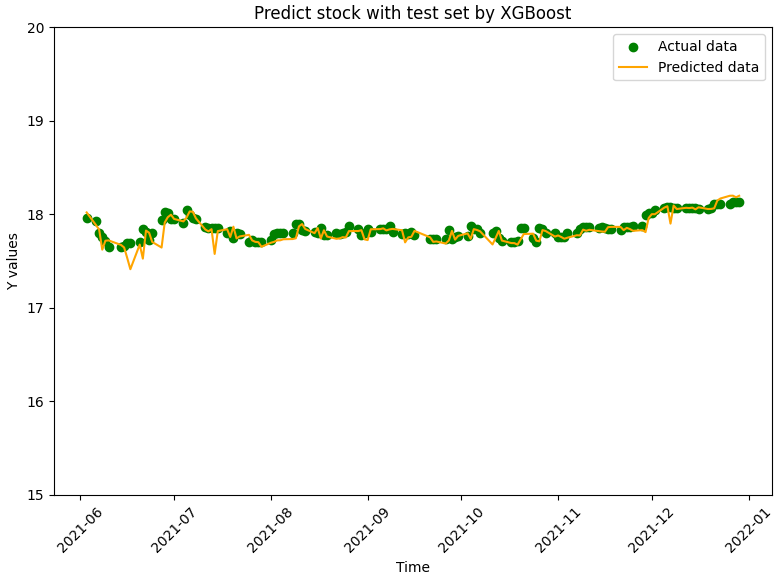 Predict stock with test set by XGBoost
Actual data
Predicted data
Y values
20
19
18
17
16
15
2021-06
2021-07
2021-08
2021-09
2021-10
2021-11
2021-12
2022-01
Time